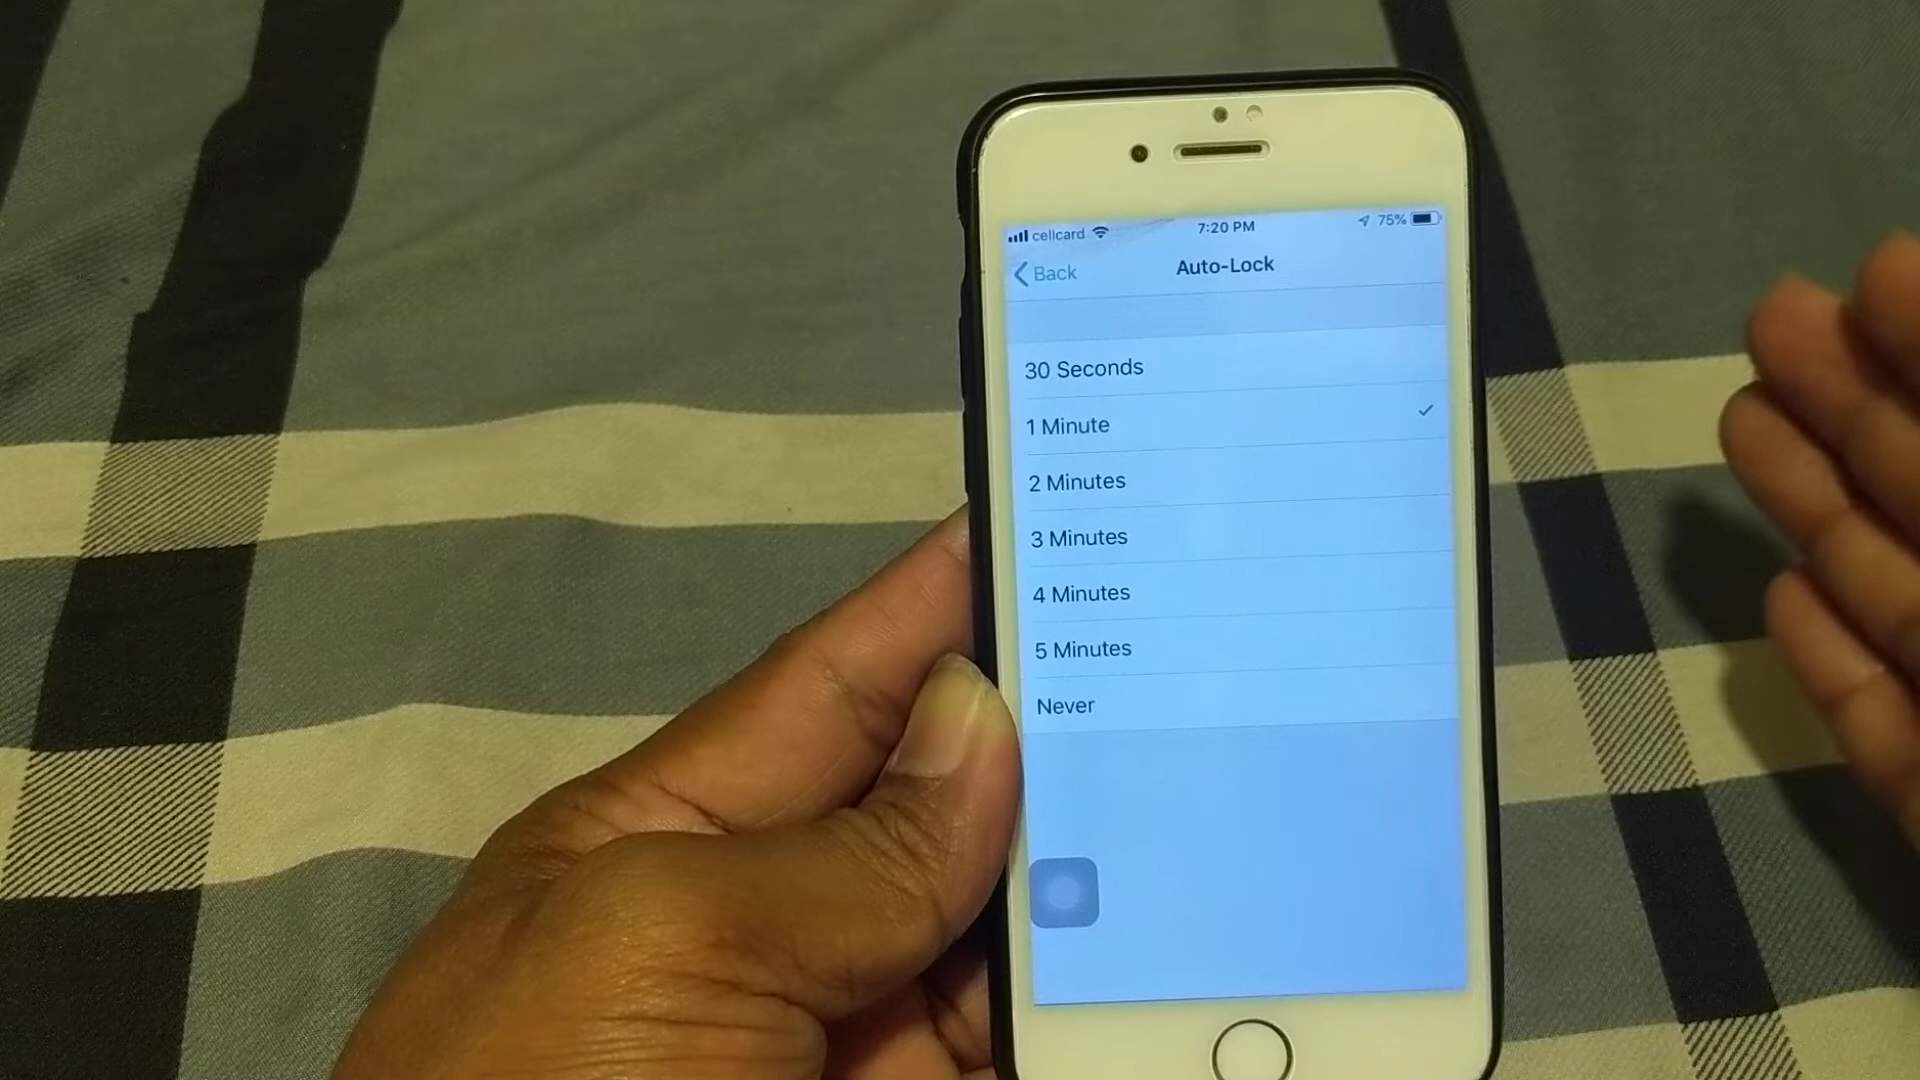 cellcard 7:20 PM 75%
Back Auto-Lock
30 Seconds
1 Minute
2 Minutes
3 Minutes
4 Minutes
5 Minutes
Never